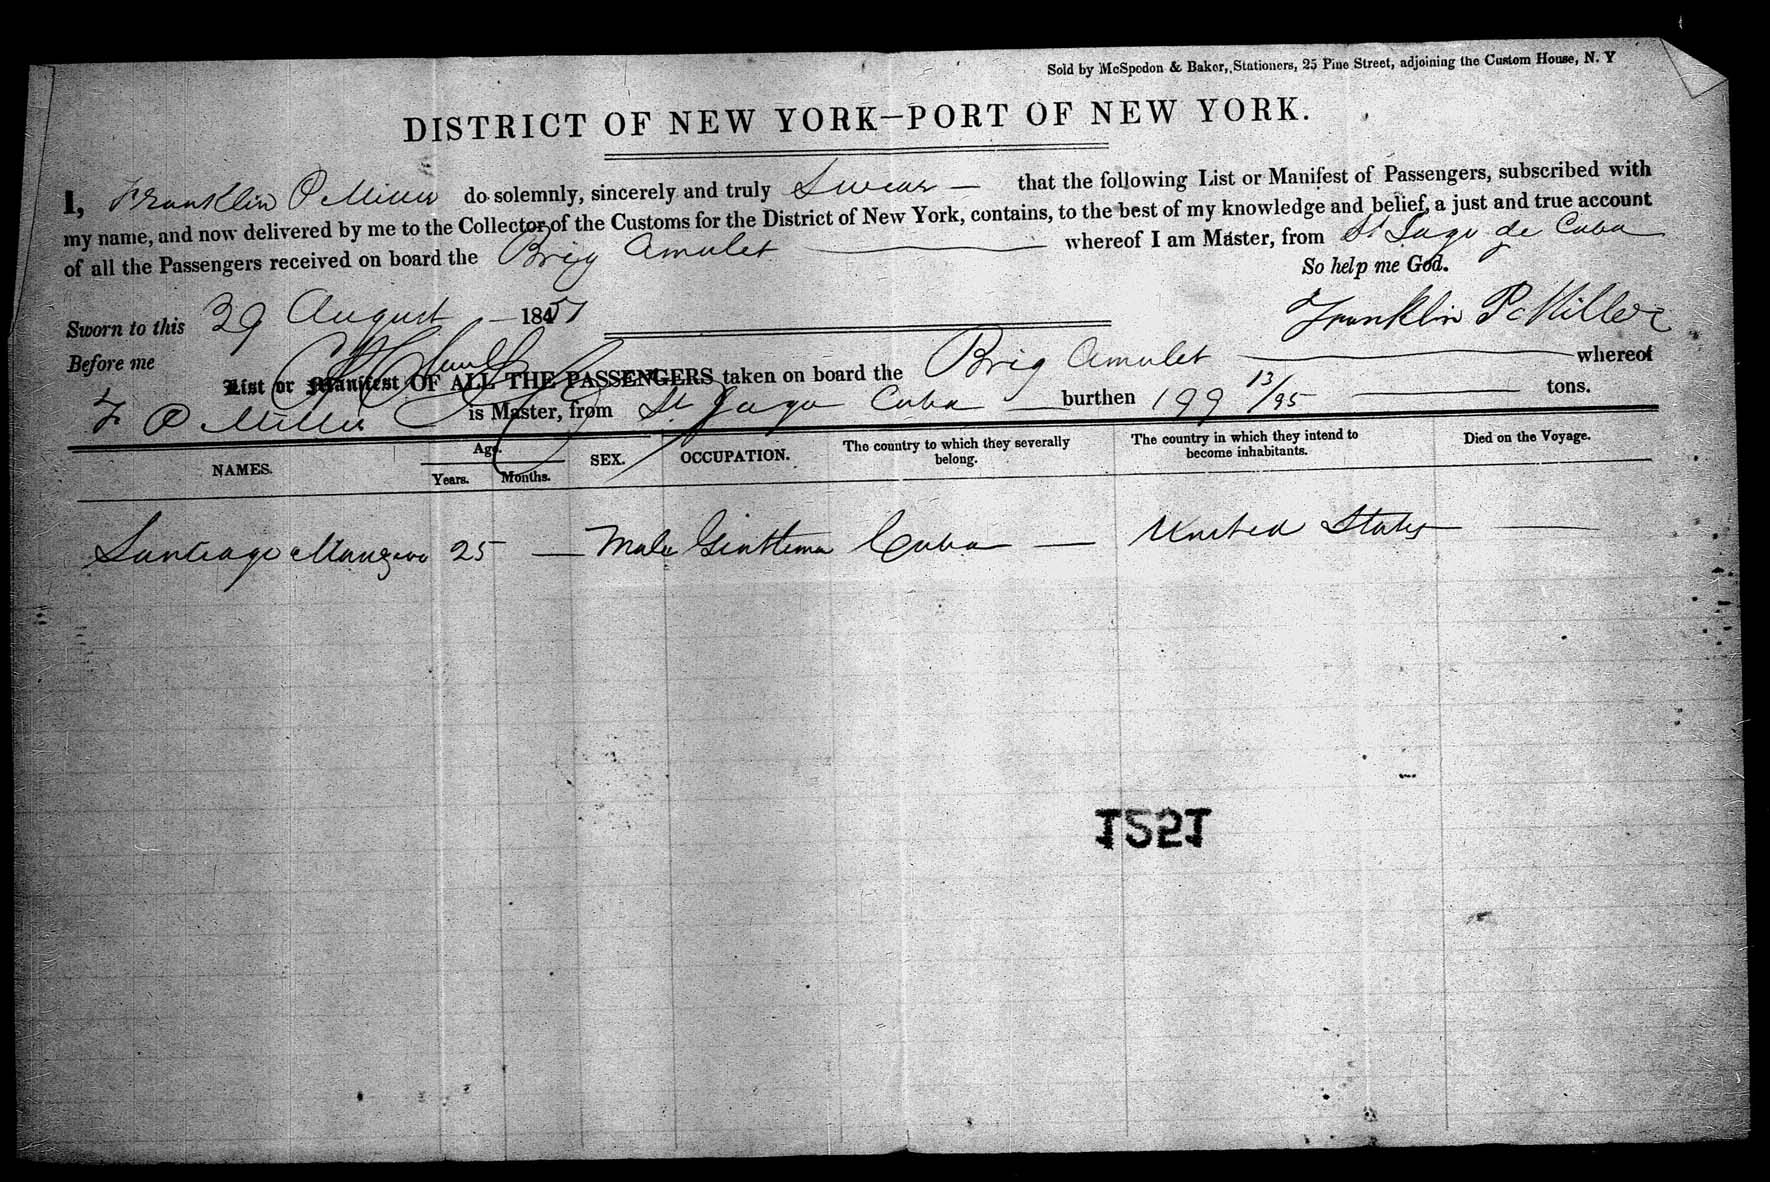 Sold by McSpedon & Baker, Stationers, 25 Pine Street, adjoining the Custom House, N. Y
DISTRICT OF NEW YORK—PORT OF NEW YORK.
I, Franklin P Miller do solemnly, sincerely and truly Swear — that the following List or Manifest of Passengers, subscribed with
my name, and now delivered by me to the Collector of the Customs for the District of New York, contains, to the best of my knowledge and belief, a just and true account
of all the Passengers received on board the Brig Amulet whereof I am Master, from St Jago de Cuba
So help me God.
Sworn to this 29 August — 1851
Franklin P Miller
Before me
List or Manifest OF ALL THE PASSENGERS taken on board the Brig Amulet whereof
F P Miller is Master, from St Jago Cuba burthen 199 13/95 tons.
NAMES. Age. Years. Months. SEX. OCCUPATION. The country to which they severally belong. The country in which they intend to become inhabitants. Died on the Voyage.
Santiago 25 — Male Gentleman Cuba — United States —
1521